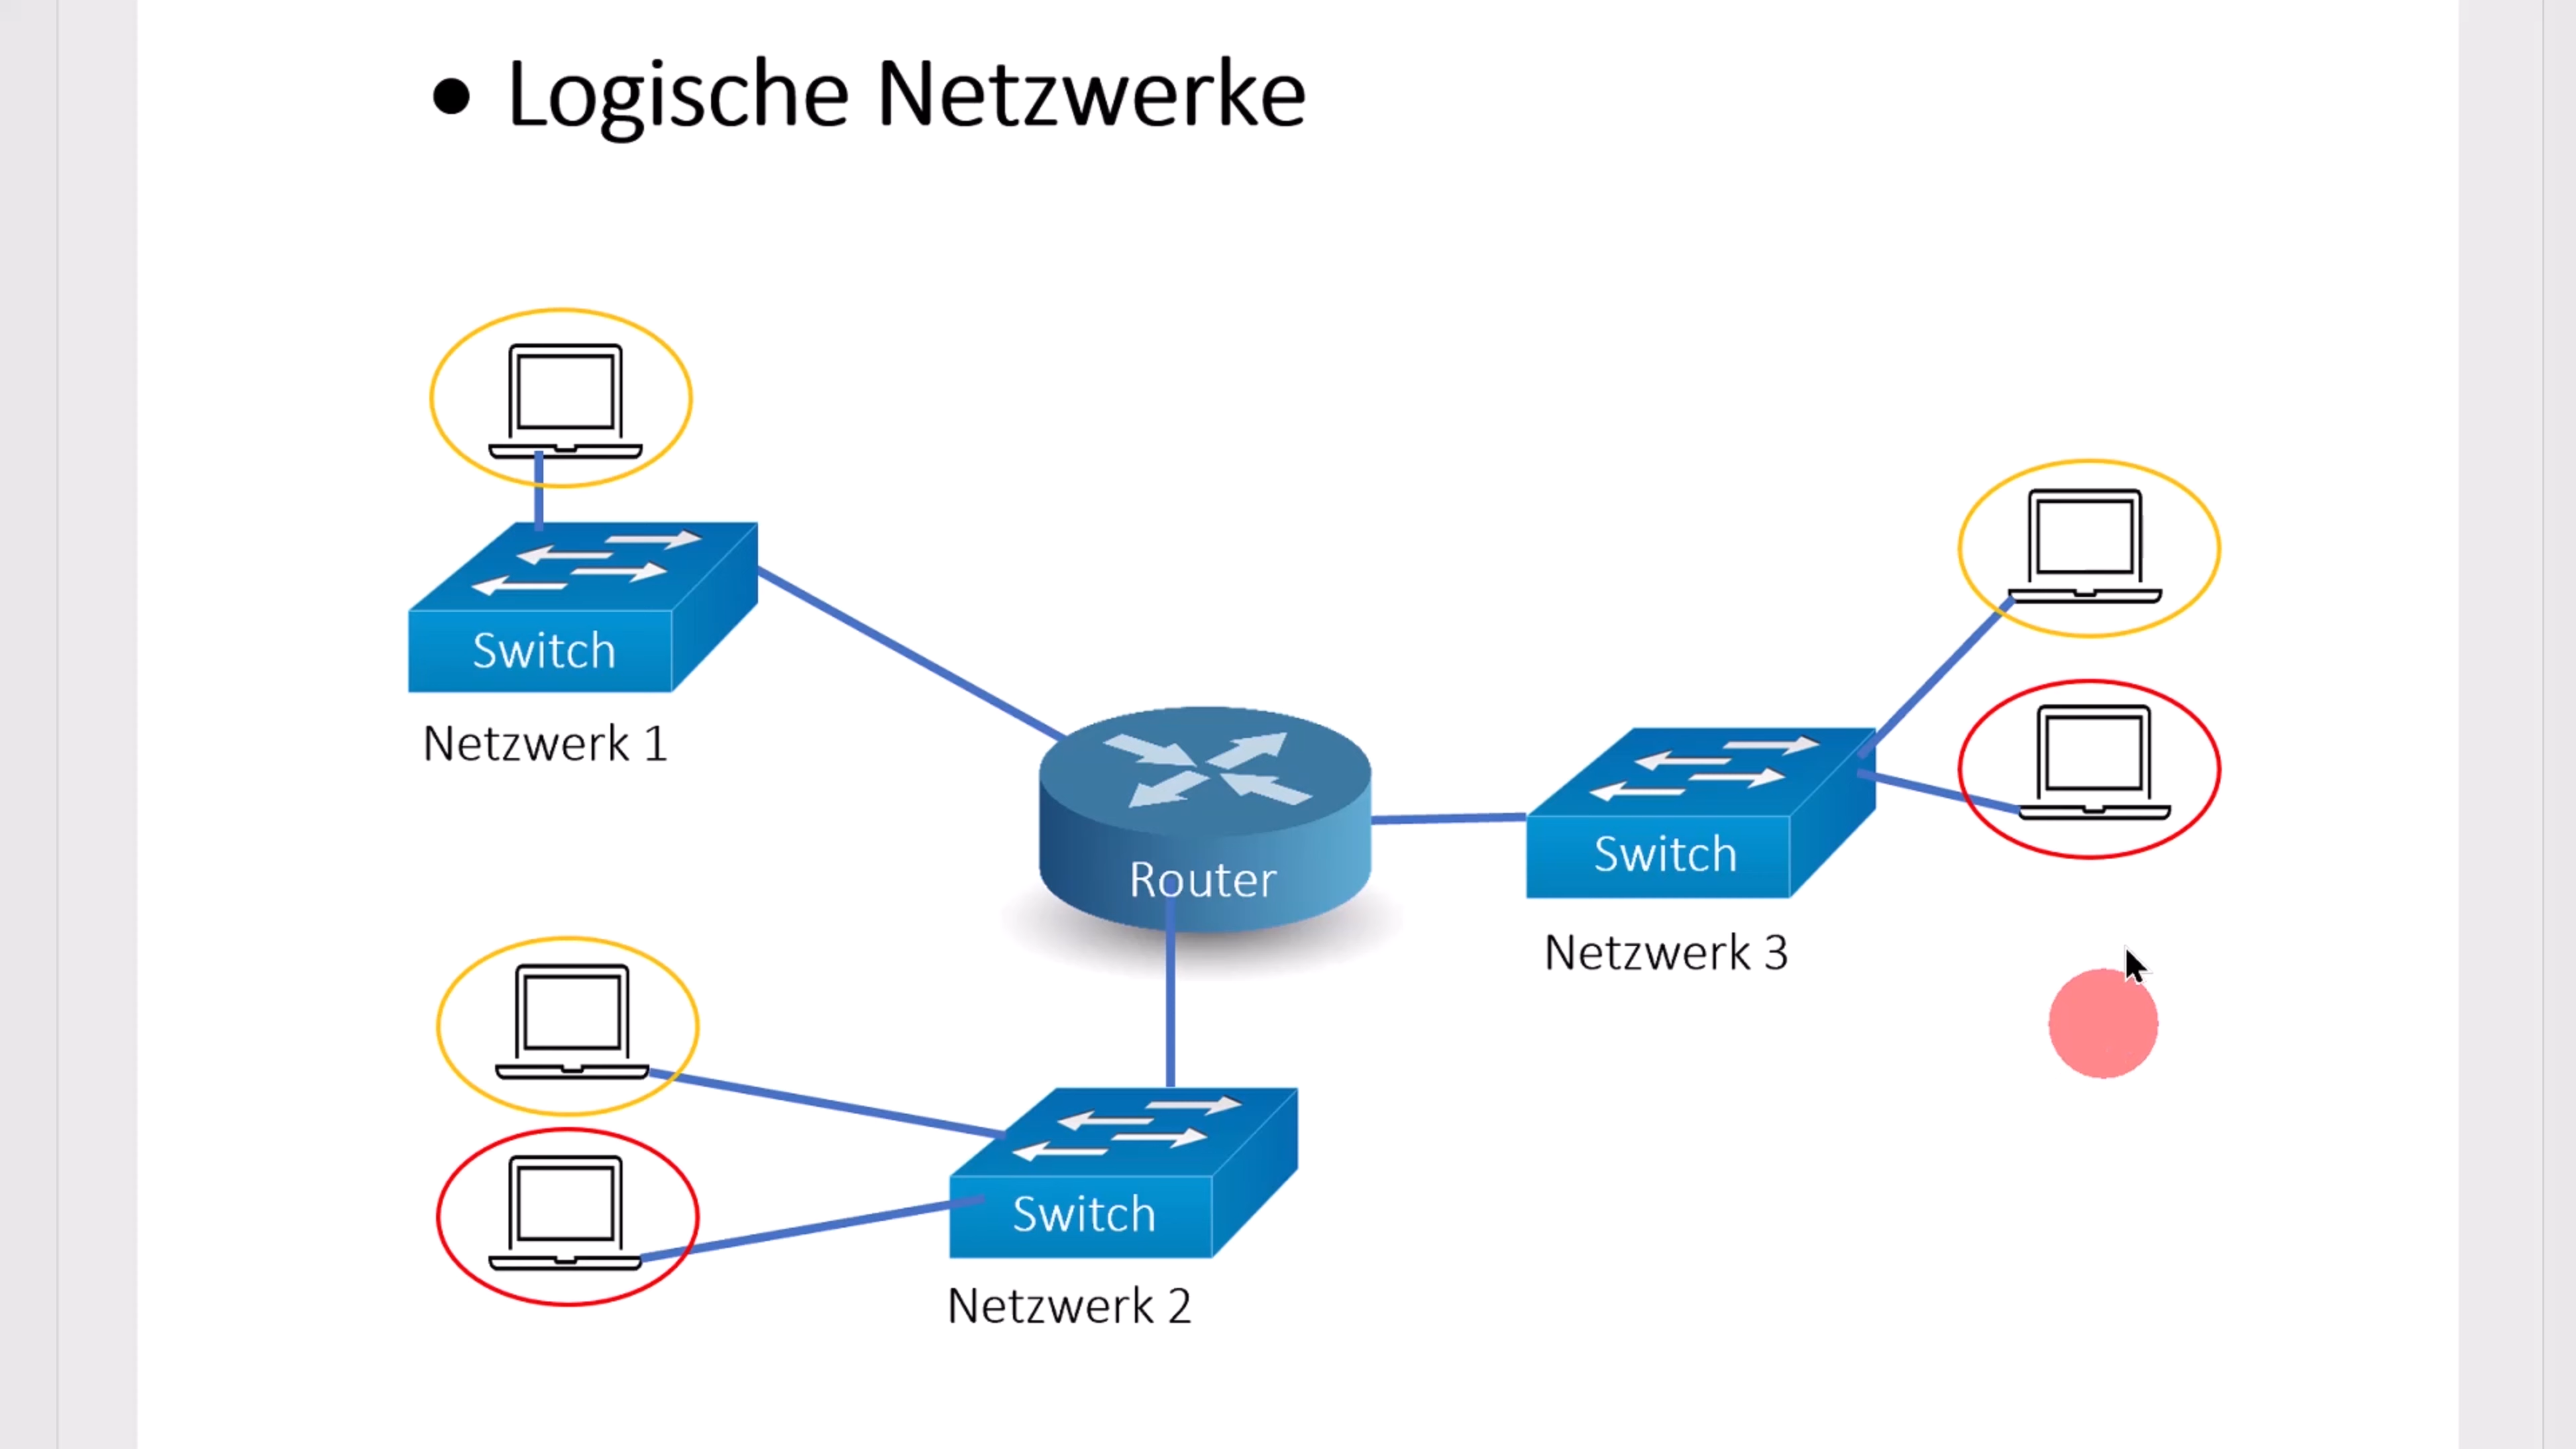 • Logische Netzwerke
Switch
Netzwerk 1
Router
Switch
Netzwerk 3
Switch
Netzwerk 2